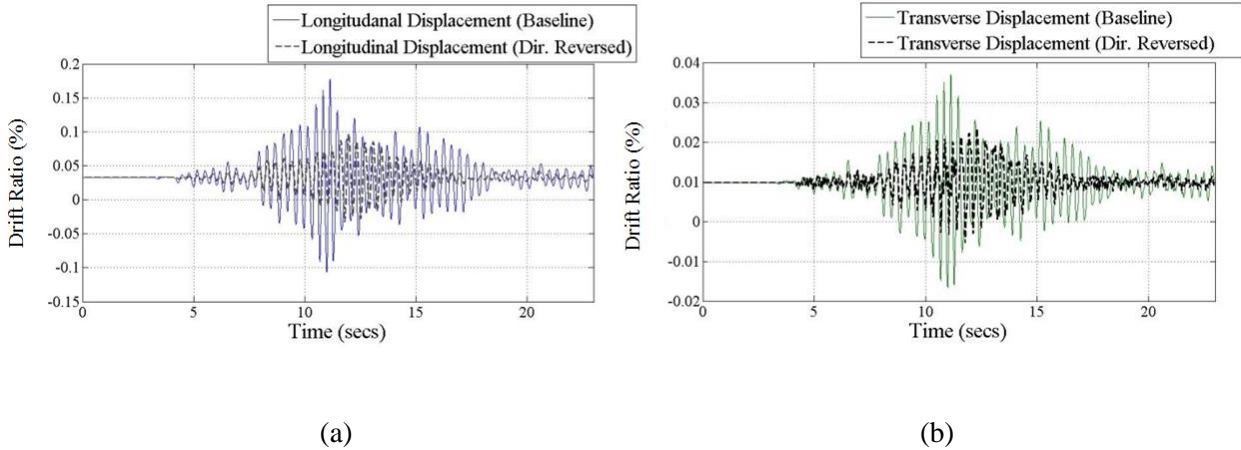 Longitudanal Displacement (Baseline)
Longitudinal Displacement (Dir. Reversed)
0.2
0.15
0.1
0.05
0
-0.05
-0.1
-0.15
Drift Ratio (%)
0
5
10
15
20
Time (secs)
(a)
Transverse Displacement (Baseline)
Transverse Displacement (Dir. Reversed)
0.04
0.03
0.02
0.01
0
-0.01
-0.02
Drift Ratio (%)
0
5
10
15
20
Time (secs)
(b)